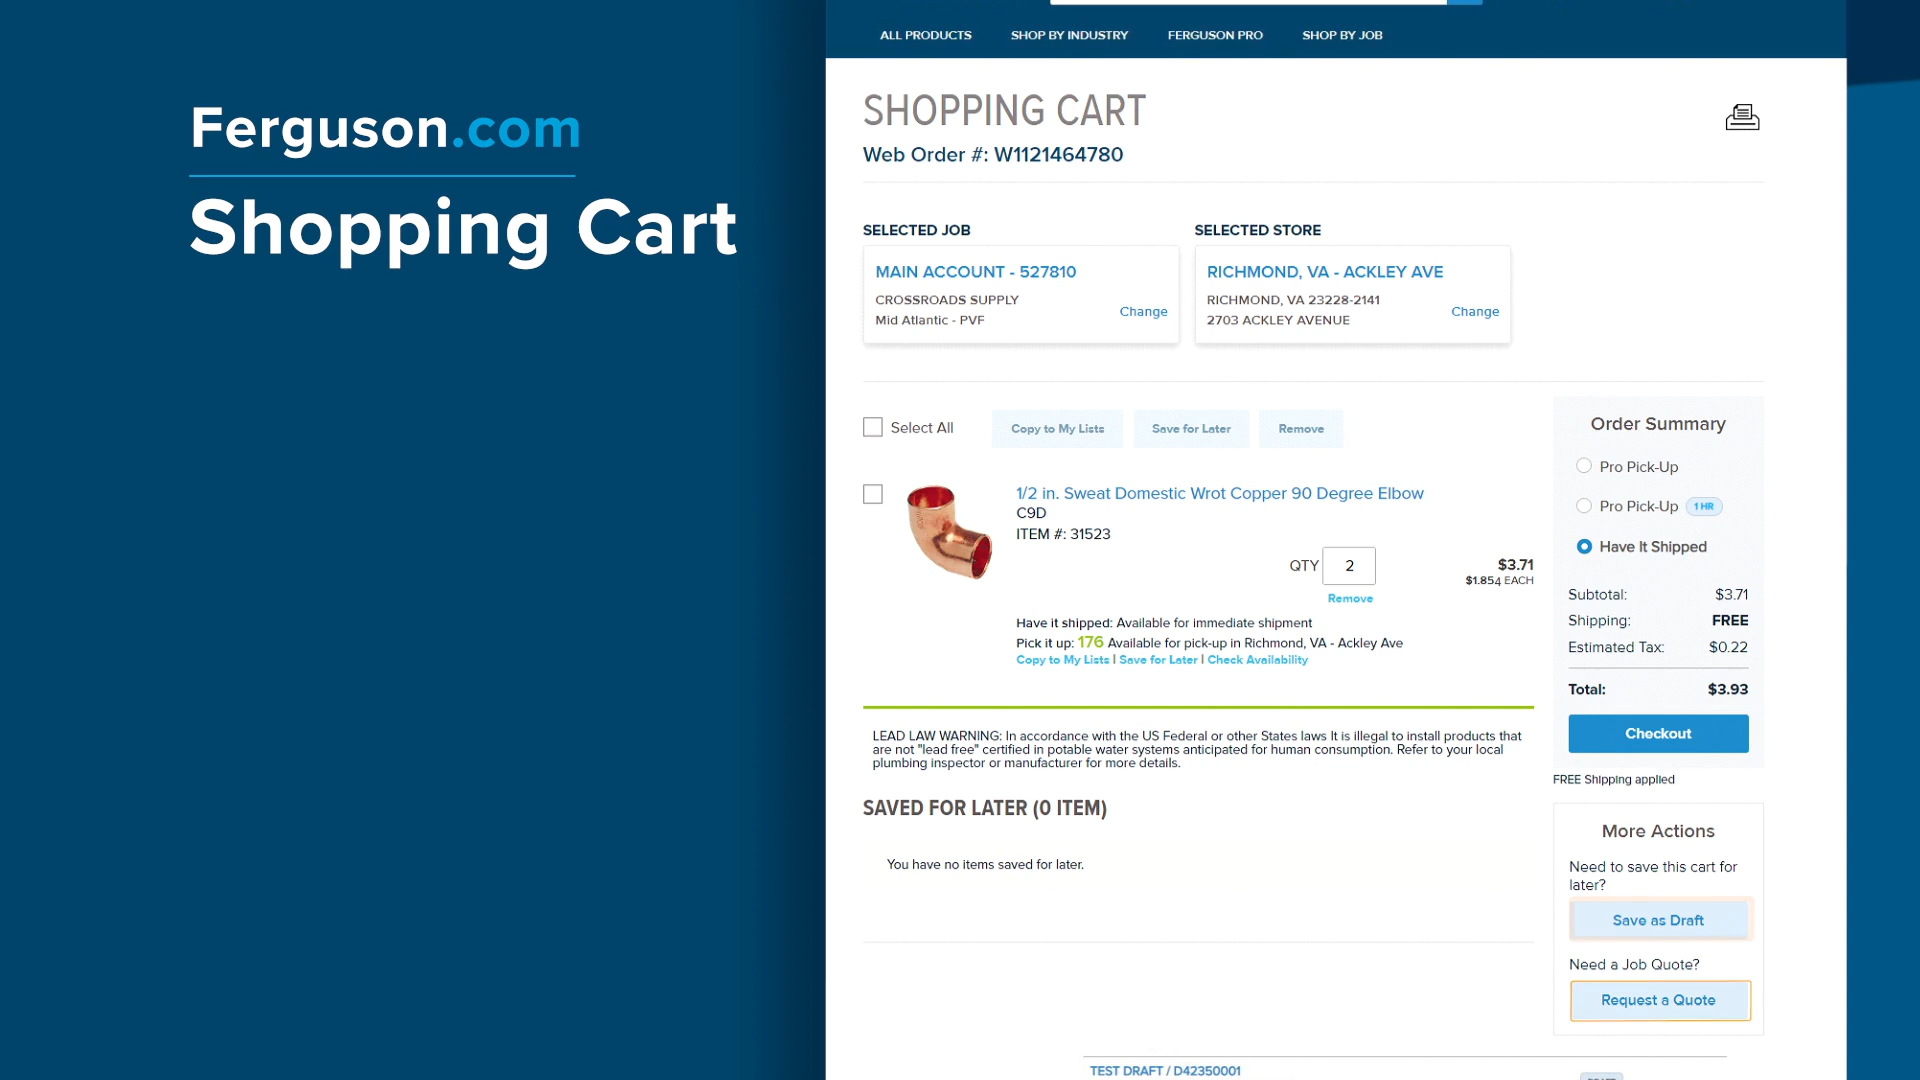 Ferguson.com
Shopping Cart
ALL PRODUCTS SHOP BY INDUSTRY FERGUSON PRO SHOP BY JOB
SHOPPING CART
Web Order #: W1121464780
SELECTED JOB
MAIN ACCOUNT - 527810
CROSSROADS SUPPLY
Mid Atlantic - PVF
Change
SELECTED STORE
RICHMOND, VA - ACKLEY AVE
RICHMOND, VA 23228-2141
2703 ACKLEY AVENUE
Change
Select All Copy to My Lists Save for Later Remove
1/2 in. Sweat Domestic Wrot Copper 90 Degree Elbow
C9D
ITEM #: 31523
QTY 2 $3.71
$1.854 EACH
Remove
Have it shipped: Available for immediate shipment
Pick it up: 176 Available for pick-up in Richmond, VA - Ackley Ave
Copy to My Lists | Save for Later | Check Availability
LEAD LAW WARNING: In accordance with the US Federal or other States laws It is illegal to install products that
are not "lead free" certified in potable water systems anticipated for human consumption. Refer to your local
plumbing inspector or manufacturer for more details.
SAVED FOR LATER (0 ITEM)
You have no items saved for later.
Order Summary
Pro Pick-Up
Pro Pick-Up 1 HR
Have It Shipped
Subtotal: $3.71
Shipping: FREE
Estimated Tax: $0.22
Total: $3.93
Checkout
FREE Shipping applied
More Actions
Need to save this cart for
later?
Save as Draft
Need a Job Quote?
Request a Quote
TEST DRAFT / D42350001